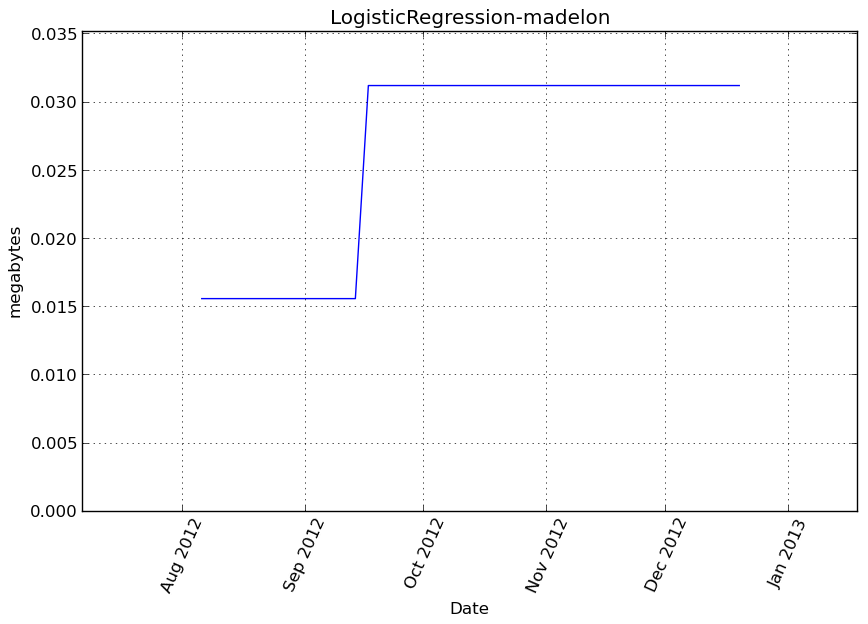 LogisticRegression-madelon
0.035
0.030
0.025
0.020
0.015
0.010
0.005
0.000
megabytes
Aug 2012
Sep 2012
Oct 2012
Nov 2012
Dec 2012
Jan 2013
Date